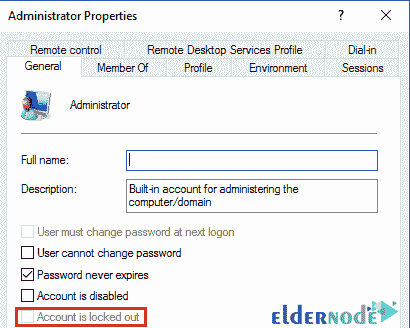 Administrator Properties
Remote control Remote Desktop Services Profile Dial-in
General Member Of Profile Environment Sessions
Administrator
Full name:
Description: Built-in account for administering the
computer/domain
User must change password at next logon
User cannot change password
Password never expires
Account is disabled
Account is locked out
eldernode